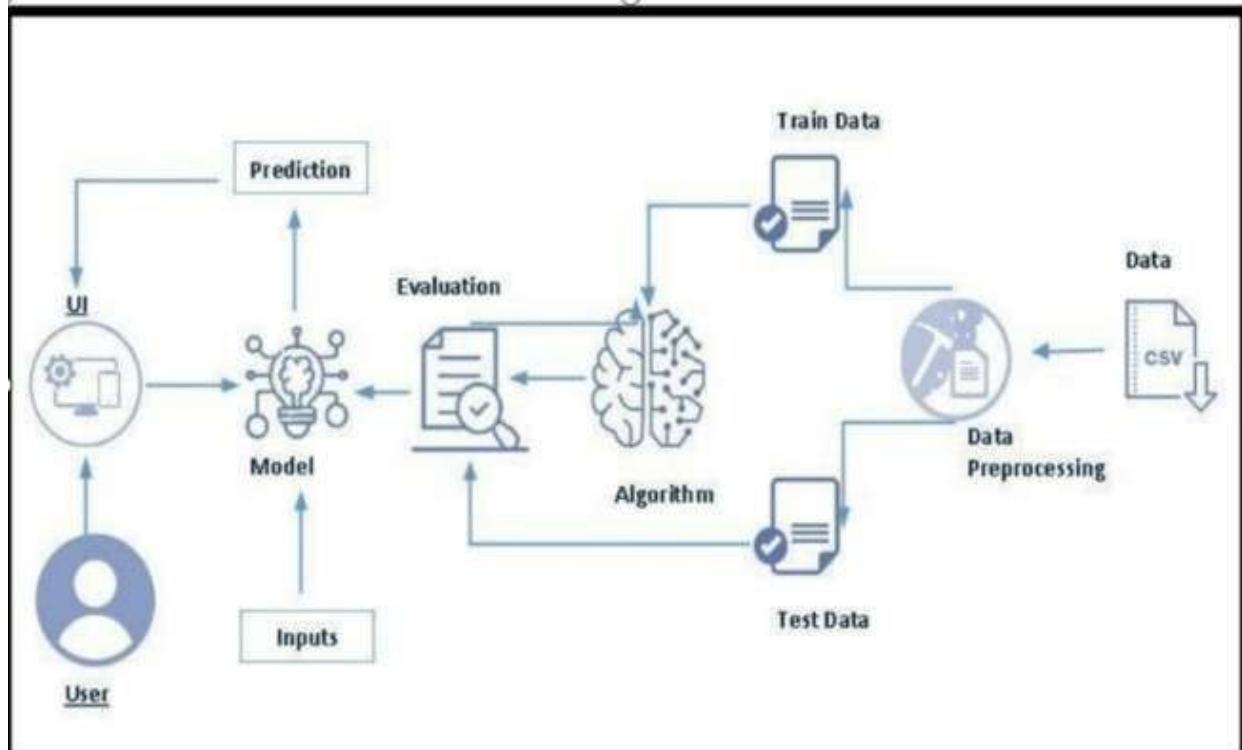 Train Data
Prediction
Data
Evaluation
UI
CSV
Data
Preprocessing
Model
Algorithm
Test Data
Inputs
User